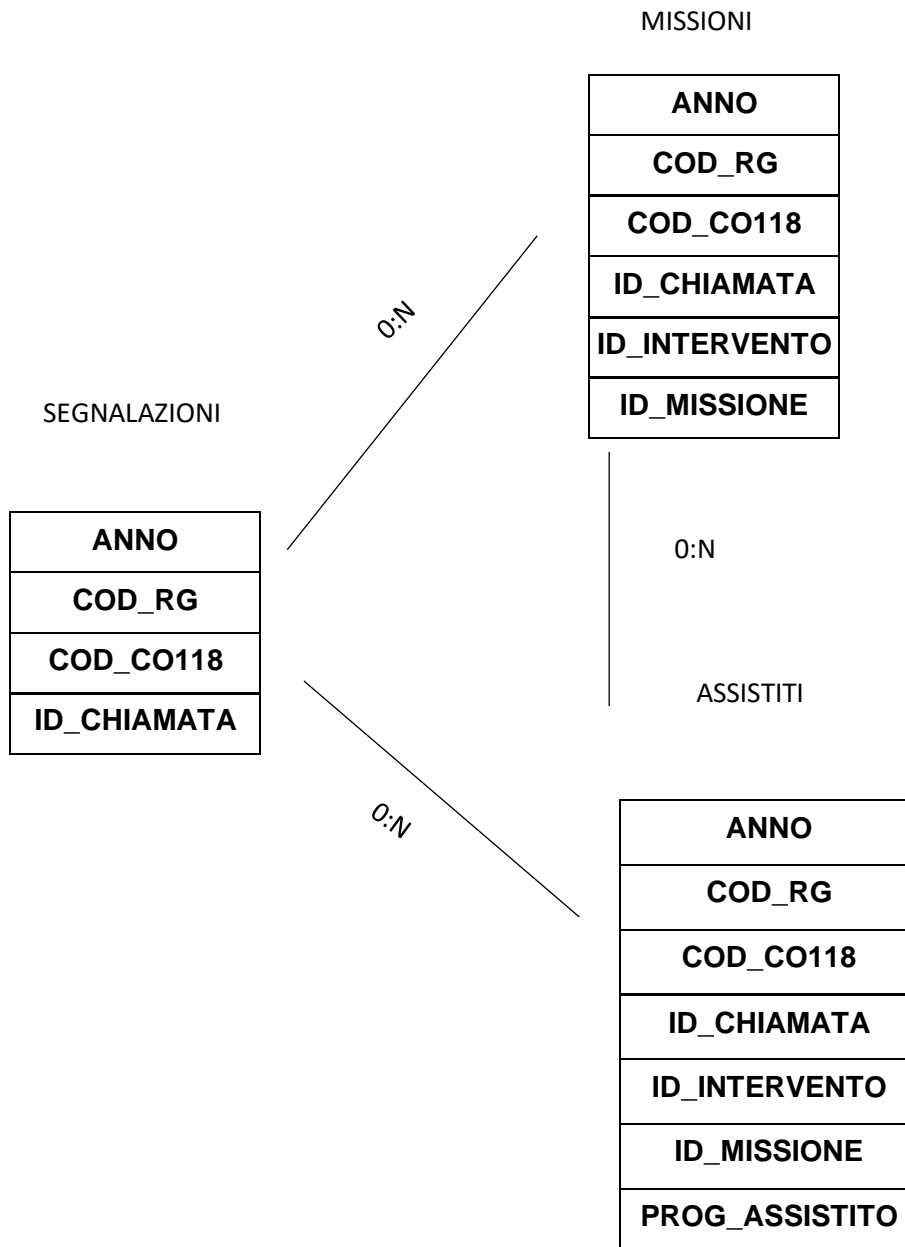 MISSIONI
ANNO
COD_RG
COD_CO118
ID_CHIAMATA
ID_INTERVENTO
ID_MISSIONE
0:N
SEGNALAZIONI
ANNO
COD_RG
COD_CO118
ID_CHIAMATA
0:N
0:N
ASSISTITI
ANNO
COD_RG
COD_CO118
ID_CHIAMATA
ID_INTERVENTO
ID_MISSIONE
PROG_ASSISTITO